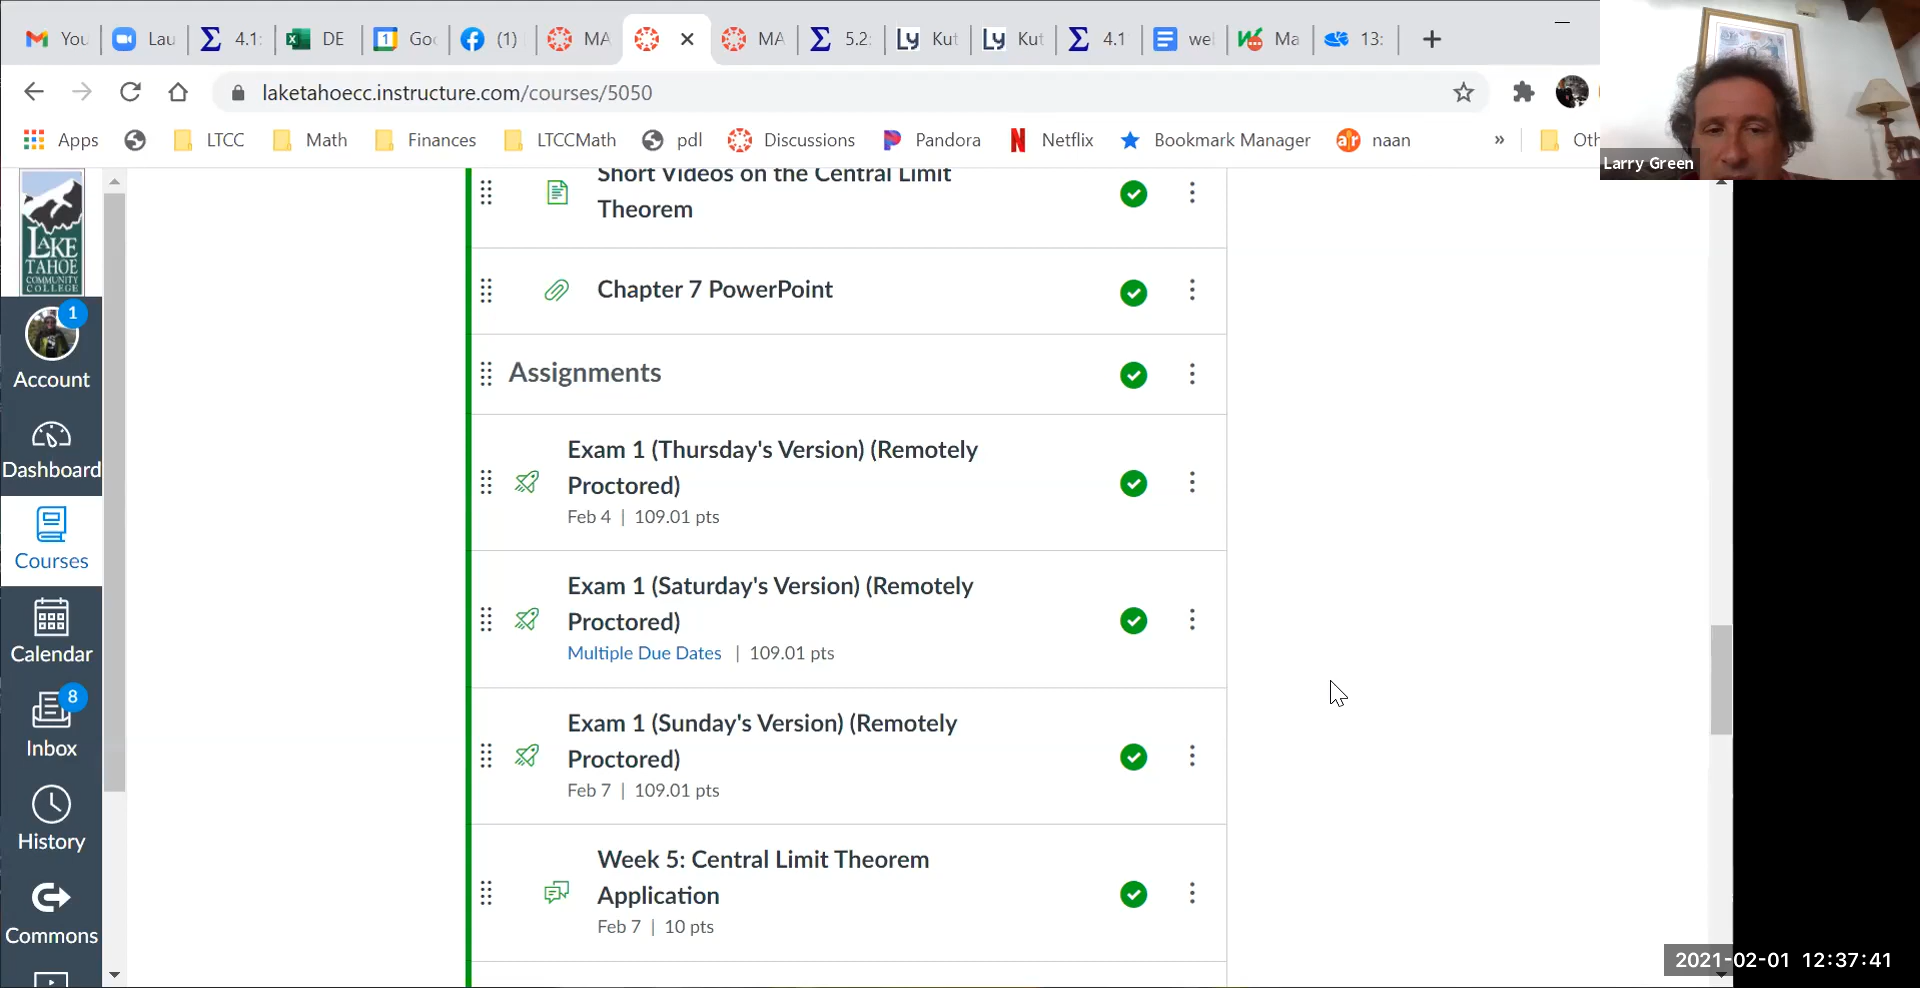 You
Lau
4.1:
DE
1
Goo
(1)
MA
MA
5.2:
Ly
Kut
Ly
Kut
4.1
we
Ma
13:
laketahoecc.instructure.com/courses/5050
Apps
LTCC
Math
Finances
LTCCMath
pdl
Discussions
Pandora
Netflix
Bookmark Manager
ar
naan
»
Oth
Larry Green
LAKE
TAHOE
COMMUNITY
COLLEGE
1
Account
Dashboard
Courses
Calendar
8
Inbox
History
Commons
Short Videos on the Central Limit
Theorem
Chapter 7 PowerPoint
Assignments
Exam 1 (Thursday's Version) (Remotely
Proctored)
Feb 4 | 109.01 pts
Exam 1 (Saturday's Version) (Remotely
Proctored)
Multiple Due Dates | 109.01 pts
Exam 1 (Sunday's Version) (Remotely
Proctored)
Feb 7 | 109.01 pts
Week 5: Central Limit Theorem
Application
Feb 7 | 10 pts
2021-02-01 12:37:41